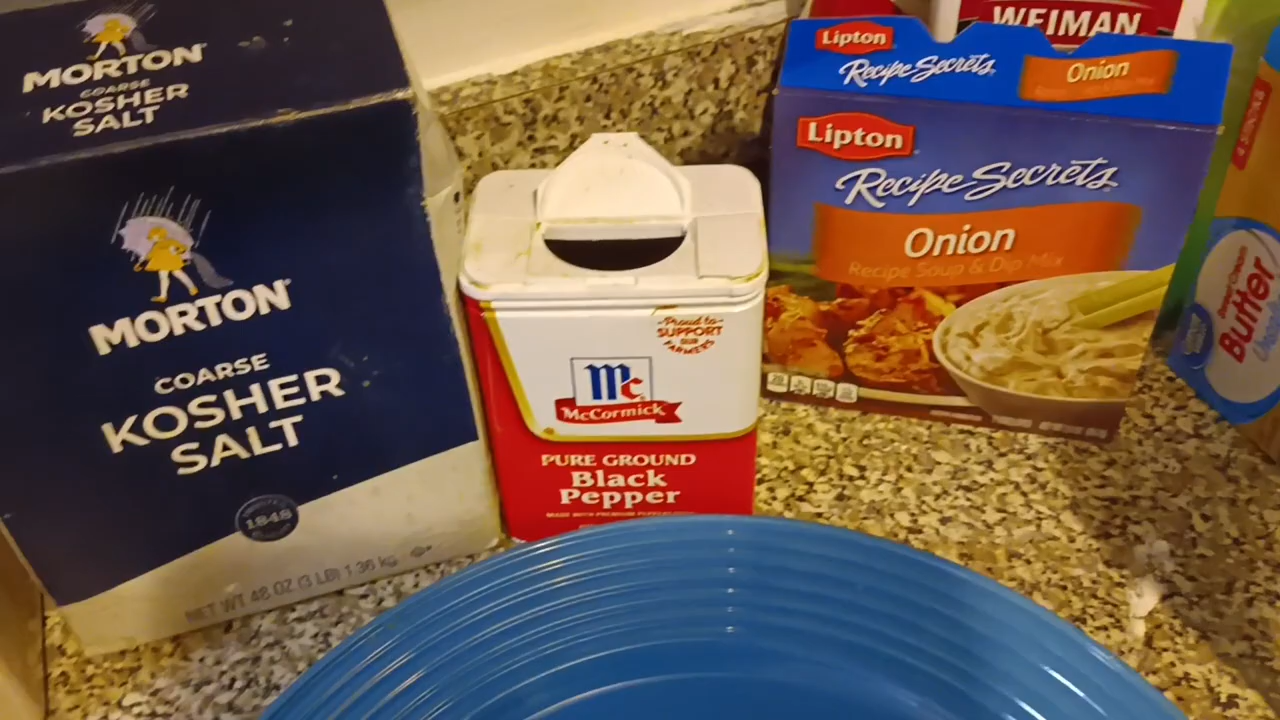 MORTON
COARSE
KOSHER
SALT
MORTON
COARSE
KOSHER
SALT
1848
NET WT 48 OZ (3 LB) 1.36 kg
Proud to
SUPPORT
OUR
FARMERS
Mc
McCormick
PURE GROUND
Black
Pepper
WEIMAN
Lipton
Recipe Secrets
Onion
Lipton
Recipe Secrets
Onion
Recipe Soup & Dip Mix
Butter